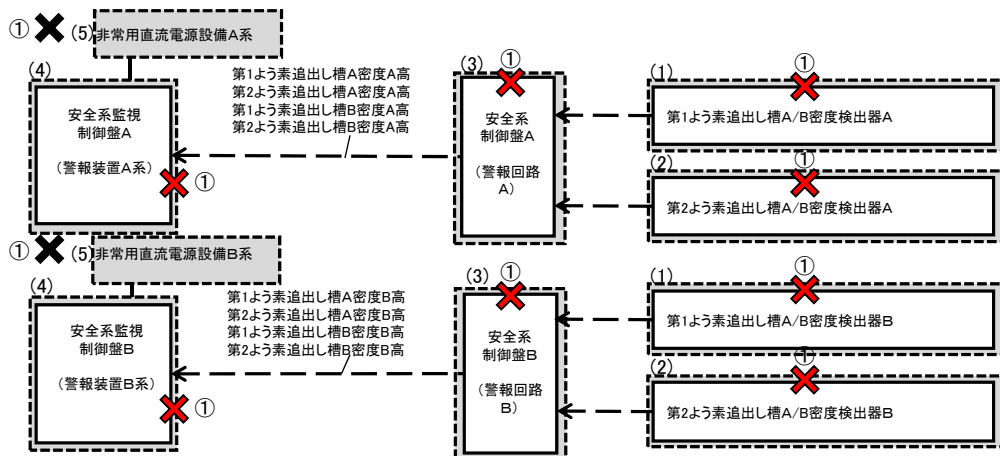 ①
(5)
非常用直流電源設備A系
(4)
安全系監視
制御盤A
（警報装置A系）
①
第1よう素追出し槽A密度A高
第2よう素追出し槽A密度A高
第1よう素追出し槽B密度A高
第2よう素追出し槽B密度A高
(3)
①
安全系
制御盤A
（警報回路
A）
(1)
①
第1よう素追出し槽A/B密度検出器A
(2)
①
第2よう素追出し槽A/B密度検出器A
①
(5)
非常用直流電源設備B系
(4)
安全系監視
制御盤B
（警報装置B系）
①
第1よう素追出し槽A密度B高
第2よう素追出し槽A密度B高
第1よう素追出し槽B密度B高
第2よう素追出し槽B密度B高
(3)
①
安全系
制御盤B
（警報回路
B）
(1)
①
第1よう素追出し槽A/B密度検出器B
(2)
①
第2よう素追出し槽A/B密度検出器B